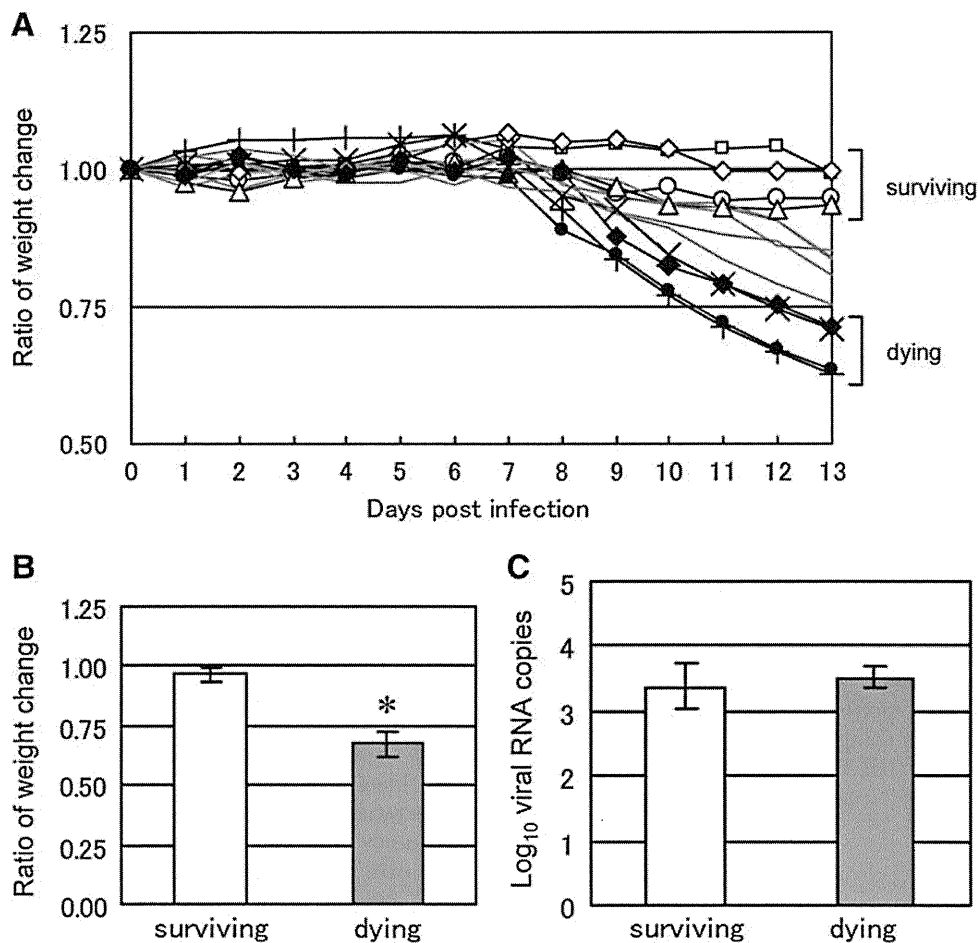 A
1.25
1.00
0.75
0.50
Ratio of weight change
surviving
dying
0 1 2 3 4 5 6 7 8 9 10 11 12 13
Days post infection
B
1.25
1.00
0.75
0.50
0.25
0.00
Ratio of weight change
*
surviving dying
C
5
4
3
2
1
0
Log10 viral RNA copies
surviving dying